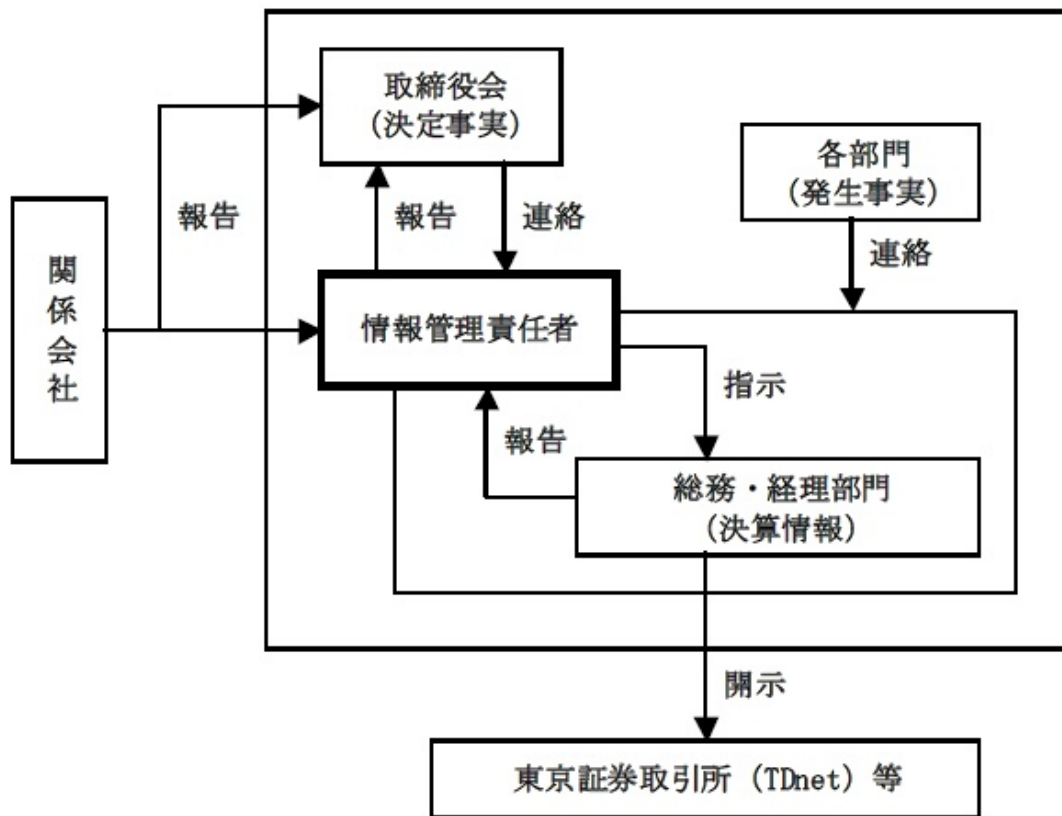 取締役会
(決定事実)
各部門
(発生事実)
報告
報告
連絡
連絡
関係会社
情報管理責任者
指示
報告
総務・経理部門
(決算情報)
開示
東京証券取引所（TDnet）等